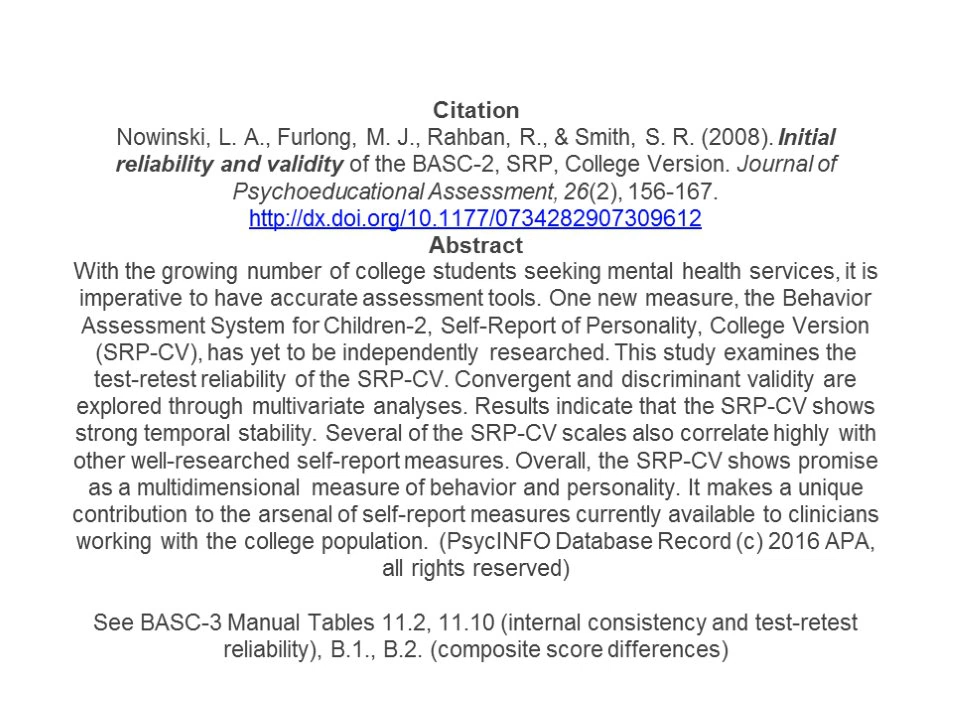 Citation
Nowinski, L. A., Furlong, M. J., Rahban, R., & Smith, S. R. (2008). Initial
reliability and validity of the BASC-2, SRP, College Version. Journal of
Psychoeducational Assessment, 26(2), 156-167.
http://dx.doi.org/10.1177/0734282907309612
Abstract
With the growing number of college students seeking mental health services, it is
imperative to have accurate assessment tools. One new measure, the Behavior
Assessment System for Children-2, Self-Report of Personality, College Version
(SRP-CV), has yet to be independently researched. This study examines the
test-retest reliability of the SRP-CV. Convergent and discriminant validity are
explored through multivariate analyses. Results indicate that the SRP-CV shows
strong temporal stability. Several of the SRP-CV scales also correlate highly with
other well-researched self-report measures. Overall, the SRP-CV shows promise
as a multidimensional measure of behavior and personality. It makes a unique
contribution to the arsenal of self-report measures currently available to clinicians
working with the college population. (PsycINFO Database Record (c) 2016 APA,
all rights reserved)
See BASC-3 Manual Tables 11.2, 11.10 (internal consistency and test-retest
reliability), B.1., B.2. (composite score differences)